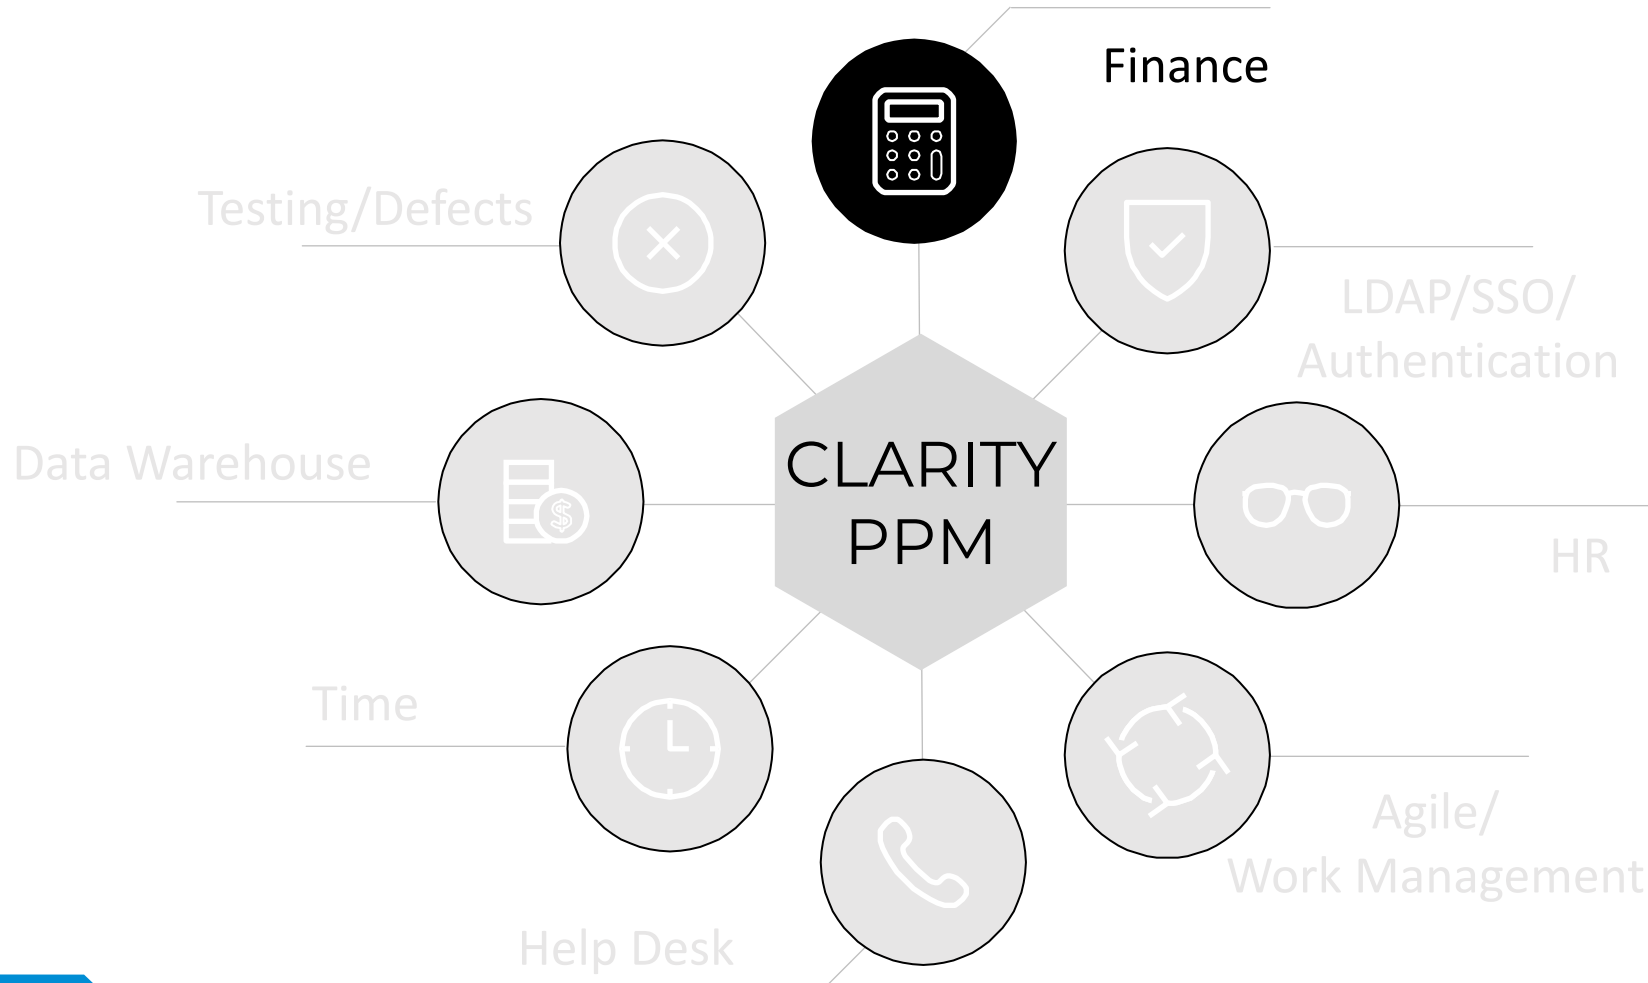 Finance
Testing/Defects
LDAP/SSO/
Authentication
Data Warehouse
CLARITY
PPM
HR
Time
Agile/
Work Management
Help Desk
$